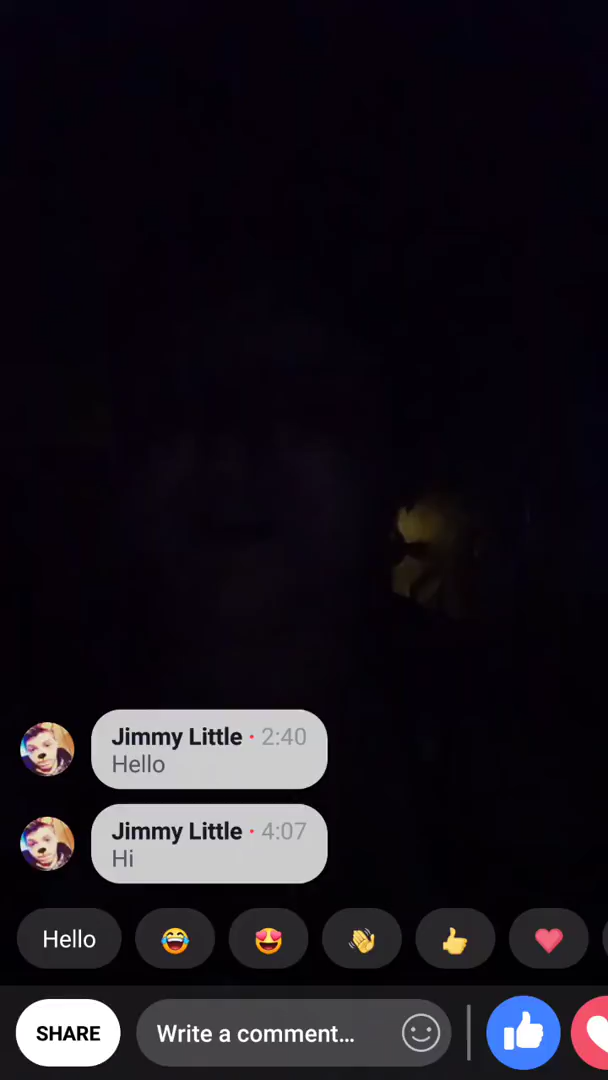 Jimmy Little · 2:40
Hello
Jimmy Little · 4:07
Hi
Hello
SHARE
Write a comment...